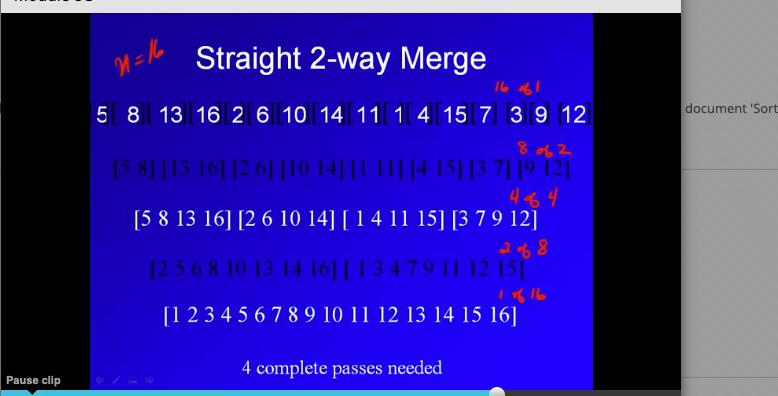 n=16
Straight 2-way Merge
16 of 1
5][ 8][ 13][16][2][6][10][14][11][1][4][15][7][3][9][12]
8 of 2
[5 8] [13 16] [2 6] [10 14] [1 11] [4 15] [3 7] [9 12]
4 of 4
[5 8 13 16] [2 6 10 14] [ 1 4 11 15] [3 7 9 12]
2 of 8
[2 5 6 8 10 13 14 16] [ 1 3 4 7 9 11 12 15]
1 of 16
[1 2 3 4 5 6 7 8 9 10 11 12 13 14 15 16]
4 complete passes needed
Pause clip
document 'Sort